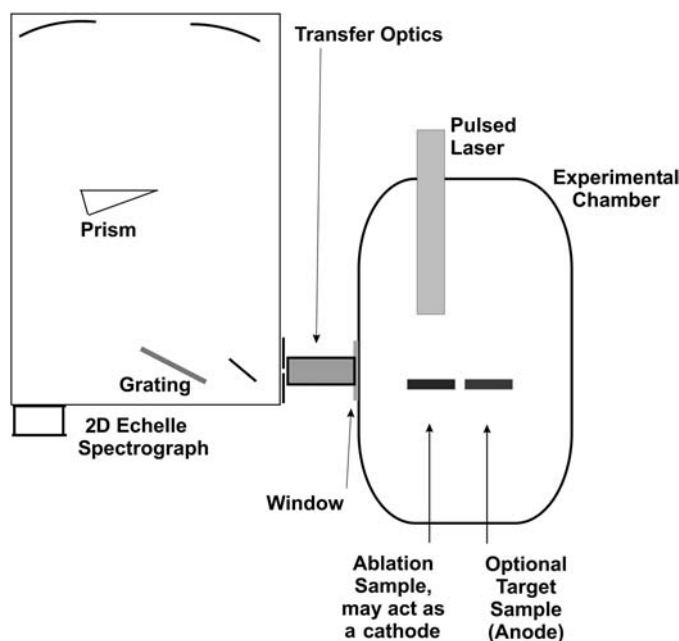 Transfer Optics
Pulsed
Laser
Experimental
Chamber
Prism
Grating
2D Echelle
Spectrograph
Window
Ablation
Sample,
may act as
a cathode
Optional
Target
Sample
(Anode)